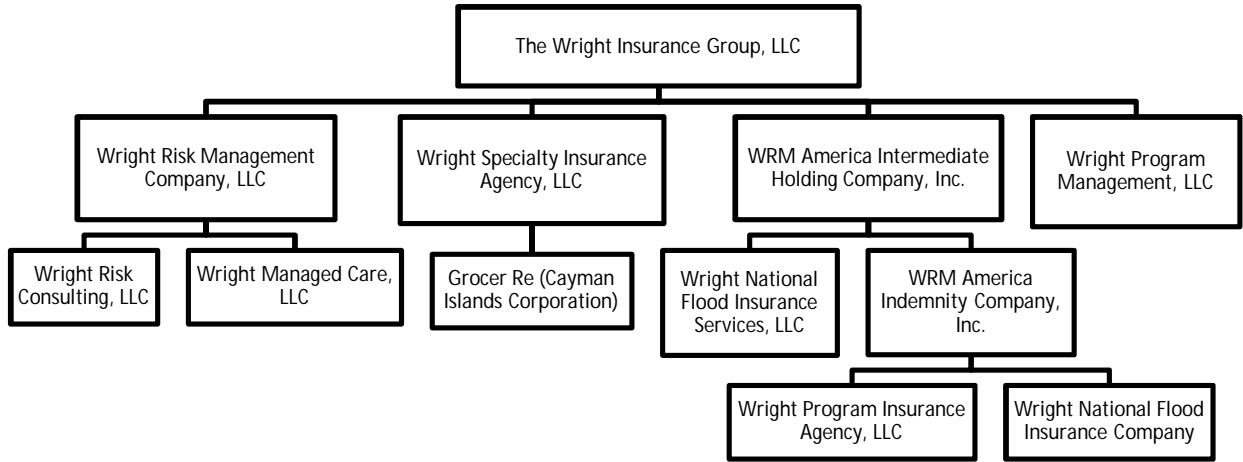 The Wright Insurance Group, LLC
Wright Risk Management
Company, LLC
Wright Specialty Insurance
Agency, LLC
WRM America Intermediate
Holding Company, Inc.
Wright Program
Management, LLC
Wright Risk
Consulting, LLC
Wright Managed Care,
LLC
Grocer Re (Cayman
Islands Corporation)
Wright National
Flood Insurance
Services, LLC
WRM America
Indemnity Company,
Inc.
Wright Program Insurance
Agency, LLC
Wright National Flood
Insurance Company